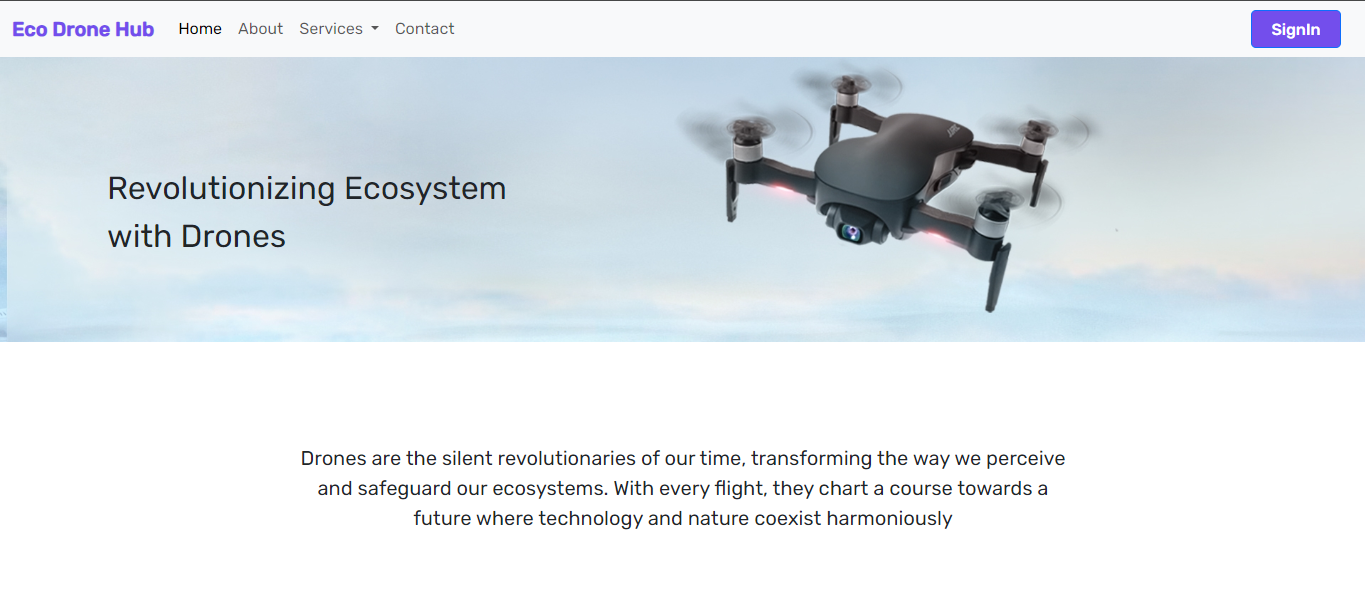 Eco Drone Hub Home About Services Contact SignIn
Revolutionizing Ecosystem
with Drones
Drones are the silent revolutionaries of our time, transforming the way we perceive
and safeguard our ecosystems. With every flight, they chart a course towards a
future where technology and nature coexist harmoniously